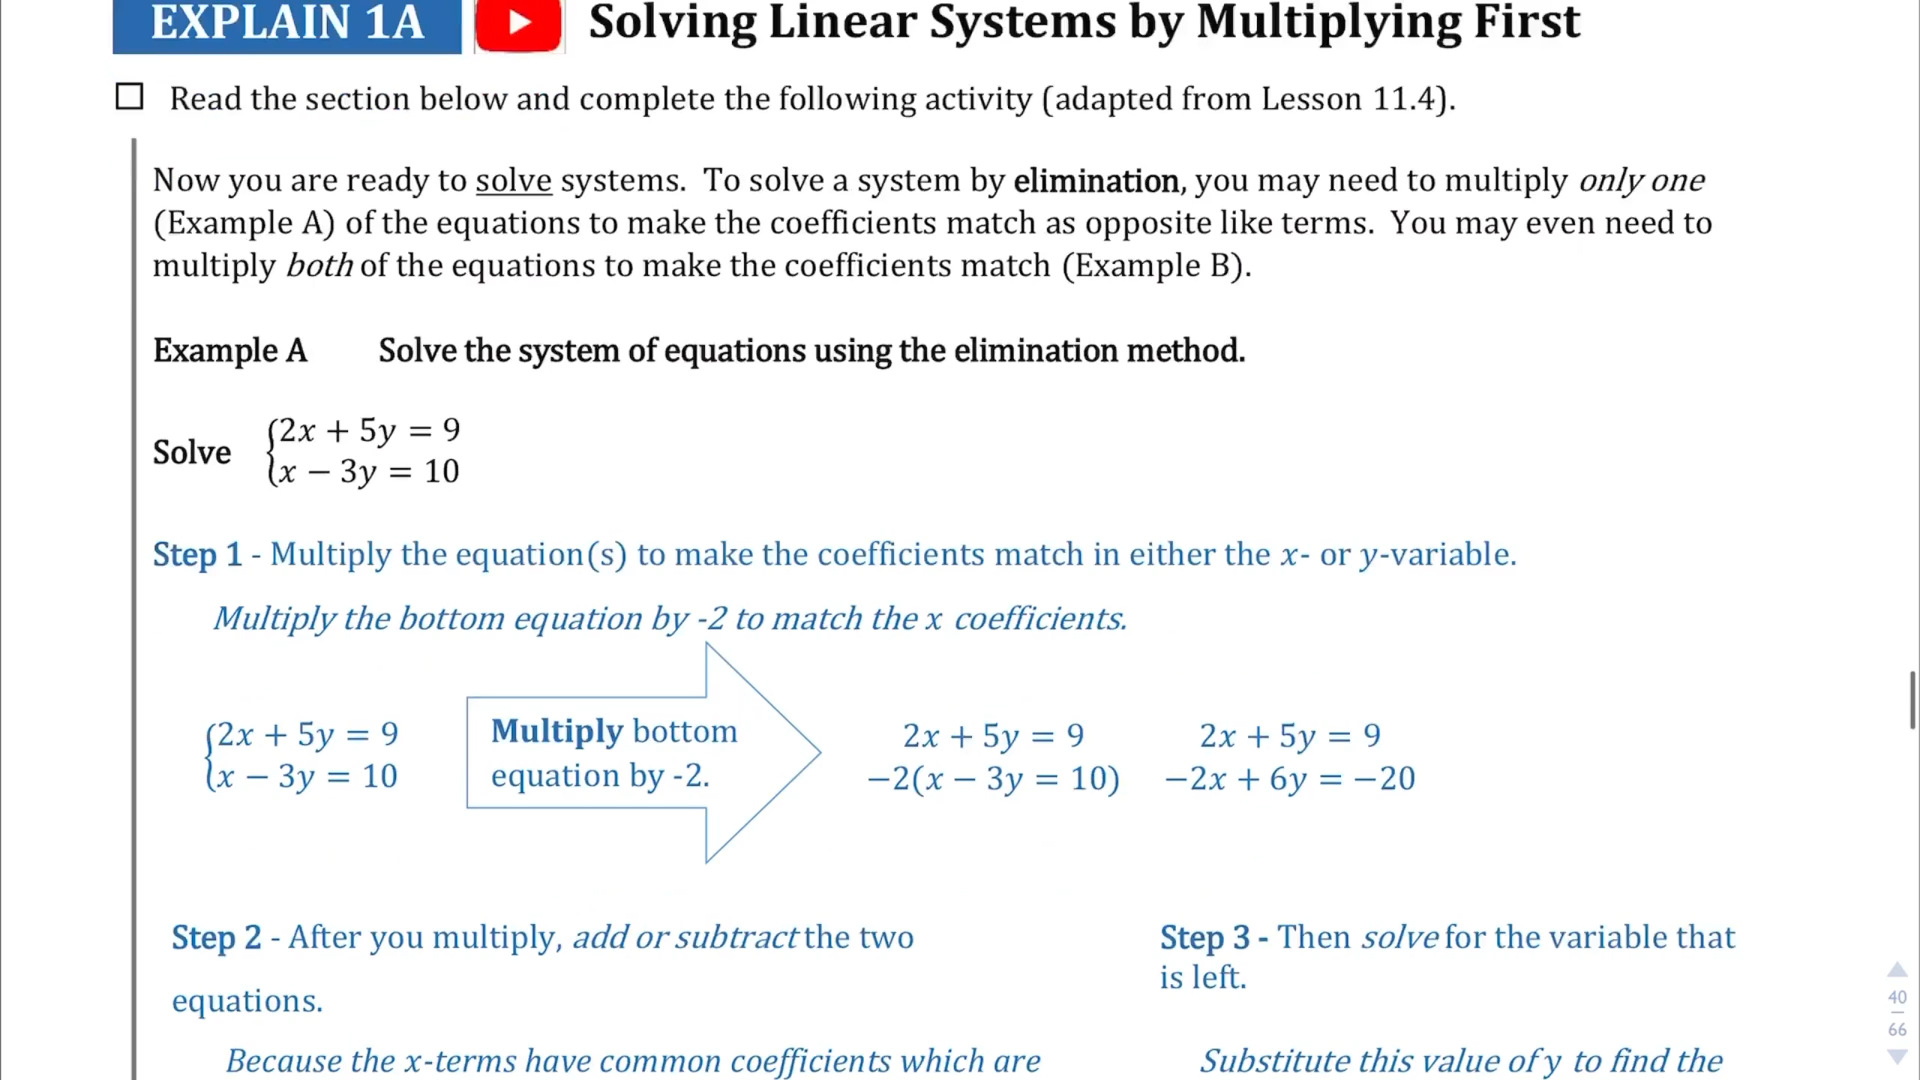 EXPLAIN 1A Solving Linear Systems by Multiplying First
Read the section below and complete the following activity (adapted from Lesson 11.4).
Now you are ready to solve systems. To solve a system by elimination, you may need to multiply only one
(Example A) of the equations to make the coefficients match as opposite like terms. You may even need to
multiply both of the equations to make the coefficients match (Example B).
Example A Solve the system of equations using the elimination method.
Solve {2x + 5y = 9
x − 3y = 10
Step 1 - Multiply the equation(s) to make the coefficients match in either the x- or y-variable.
Multiply the bottom equation by -2 to match the x coefficients.
{2x + 5y = 9
x − 3y = 10
Multiply bottom
equation by -2.
2x + 5y = 9
−2(x − 3y = 10)
2x + 5y = 9
−2x + 6y = −20
Step 2 - After you multiply, add or subtract the two
equations.
Because the x-terms have common coefficients which are
Step 3 - Then solve for the variable that
is left.
Substitute this value of y to find the
40
66